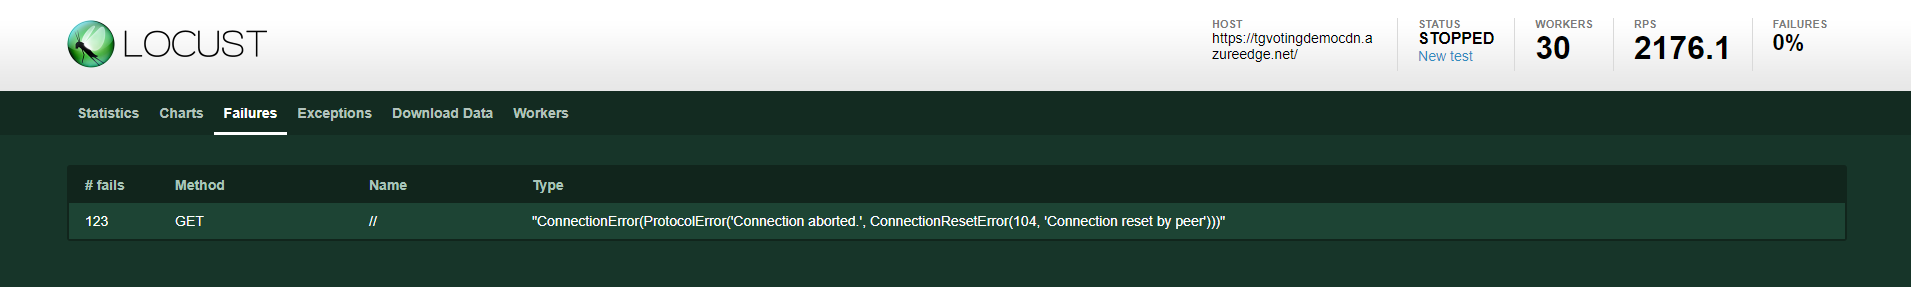 LOCUST
HOST
https://tgvotingdemocdn.a
zureedge.net/
STATUS
STOPPED
New test
WORKERS
30
RPS
2176.1
FAILURES
0%
Statistics Charts Failures Exceptions Download Data Workers
# fails Method Name Type
123 GET // "ConnectionError(ProtocolError('Connection aborted.', ConnectionResetError(104, 'Connection reset by peer')))"